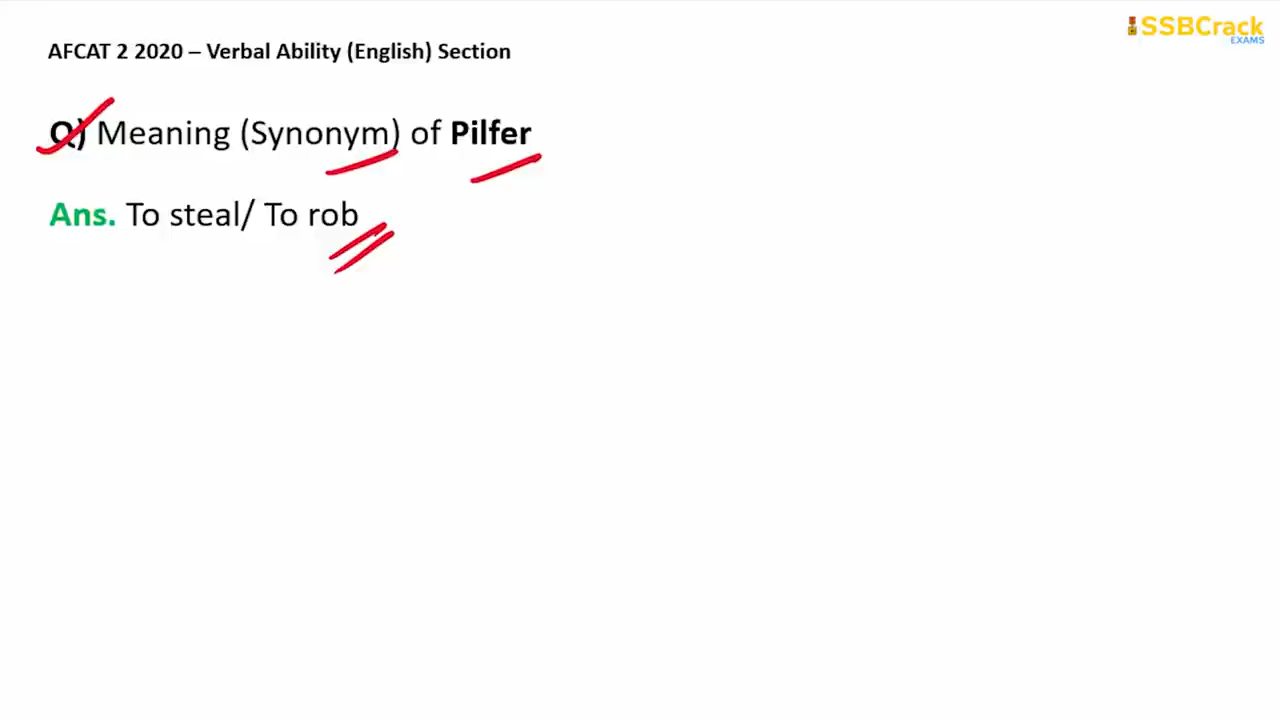 SSBCrack
EXAMS
AFCAT 2 2020 – Verbal Ability (English) Section
Q) Meaning (Synonym) of Pilfer
Ans. To steal/ To rob